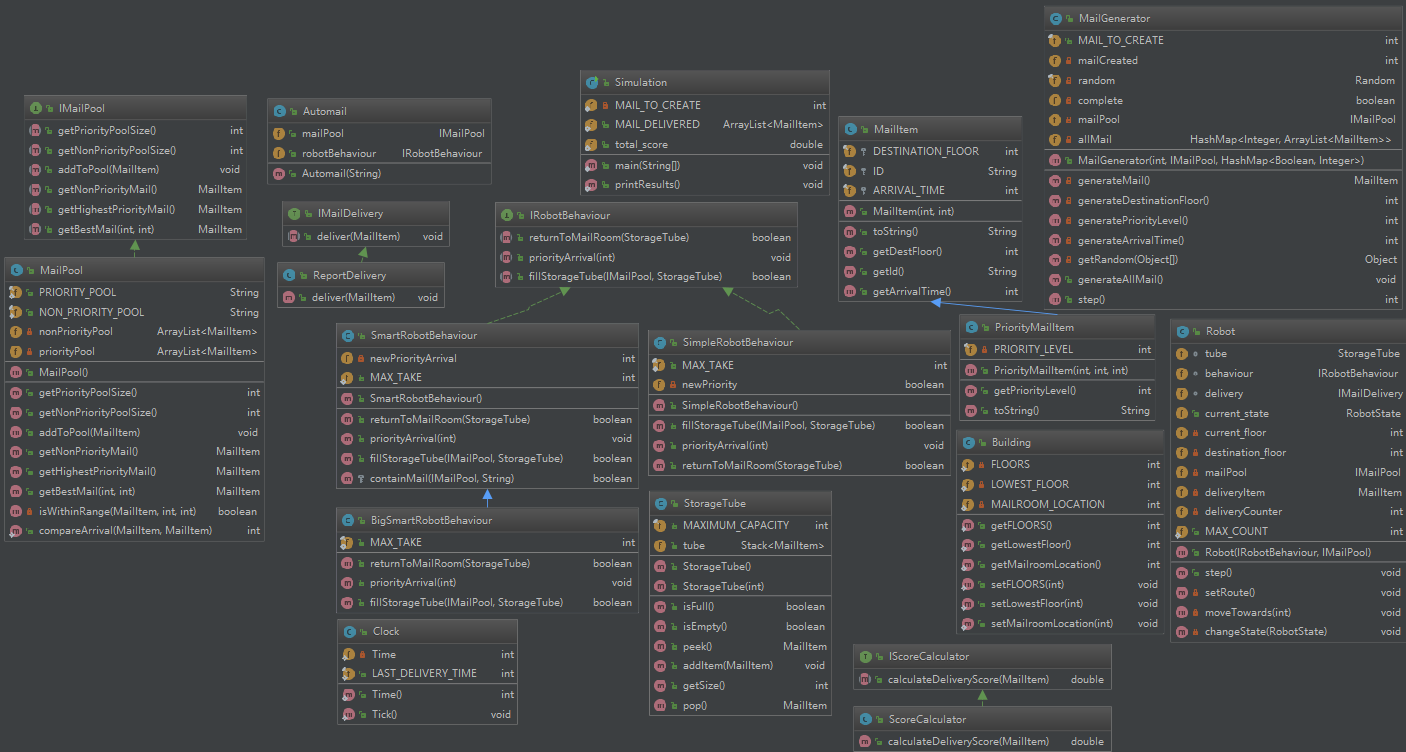 IMailPool
getPriorityPoolSize() int
getNonPriorityPoolSize() int
addToPool(MailItem) void
getNonPriorityMail() MailItem
getHighestPriorityMail() MailItem
getBestMail(int, int) MailItem
MailPool
PRIORITY_POOL String
NON_PRIORITY_POOL String
nonPriorityPool ArrayList<MailItem>
priorityPool ArrayList<MailItem>
MailPool()
getPriorityPoolSize() int
getNonPriorityPoolSize() int
addToPool(MailItem) void
getNonPriorityMail() MailItem
getHighestPriorityMail() MailItem
getBestMail(int, int) MailItem
isWithinRange(MailItem, int, int) boolean
compareArrival(MailItem, MailItem) int
Automail
mailPool IMailPool
robotBehaviour IRobotBehaviour
Automail(String)
IMailDelivery
deliver(MailItem) void
ReportDelivery
deliver(MailItem) void
Simulation
MAIL_TO_CREATE int
MAIL_DELIVERED ArrayList<MailItem>
total_score double
main(String[]) void
printResults() void
IRobotBehaviour
returnToMailRoom(StorageTube) boolean
priorityArrival(int) void
fillStorageTube(IMailPool, StorageTube) boolean
SmartRobotBehaviour
newPriorityArrival int
MAX_TAKE int
SmartRobotBehaviour()
returnToMailRoom(StorageTube) boolean
priorityArrival(int) void
fillStorageTube(IMailPool, StorageTube) boolean
containMail(IMailPool, String) boolean
BigSmartRobotBehaviour
MAX_TAKE int
returnToMailRoom(StorageTube) boolean
priorityArrival(int) void
fillStorageTube(IMailPool, StorageTube) boolean
Clock
Time int
LAST_DELIVERY_TIME int
Time() int
Tick() void
SimpleRobotBehaviour
MAX_TAKE int
newPriority boolean
SimpleRobotBehaviour()
fillStorageTube(IMailPool, StorageTube) boolean
priorityArrival(int) void
returnToMailRoom(StorageTube) boolean
StorageTube
MAXIMUM_CAPACITY int
tube Stack<MailItem>
StorageTube()
StorageTube(int)
isFull() boolean
isEmpty() boolean
peek() MailItem
addItem(MailItem) void
getSize() int
pop() MailItem
MailItem
DESTINATION_FLOOR int
ID String
ARRIVAL_TIME int
MailItem(int, int)
toString() String
getDestFloor() int
getId() String
getArrivalTime() int
MailGenerator
MAIL_TO_CREATE int
mailCreated int
random Random
complete boolean
mailPool IMailPool
allMail HashMap<Integer, ArrayList<MailItem>>
MailGenerator(int, IMailPool, HashMap<Boolean, Integer>)
generateMail() MailItem
generateDestinationFloor() int
generatePriorityLevel() int
generateArrivalTime() int
getRandom(Object[]) Object
generateAllMail() void
step() int
PriorityMailItem
PRIORITY_LEVEL int
PriorityMailItem(int, int, int)
getPriorityLevel() int
toString() String
Building
FLOORS int
LOWEST_FLOOR int
MAILROOM_LOCATION int
getFLOORS() int
getLowestFloor() int
getMailroomLocation() int
setFLOORS(int) void
setLowestFloor(int) void
setMailroomLocation(int) void
Robot
tube StorageTube
behaviour IRobotBehaviour
delivery IMailDelivery
current_state RobotState
current_floor int
destination_floor int
mailPool IMailPool
deliveryItem MailItem
deliveryCounter int
MAX_COUNT int
Robot(IRobotBehaviour, IMailPool)
step() void
setRoute() void
moveTowards(int) void
changeState(RobotState) void
IScoreCalculator
calculateDeliveryScore(MailItem) double
ScoreCalculator
calculateDeliveryScore(MailItem) double